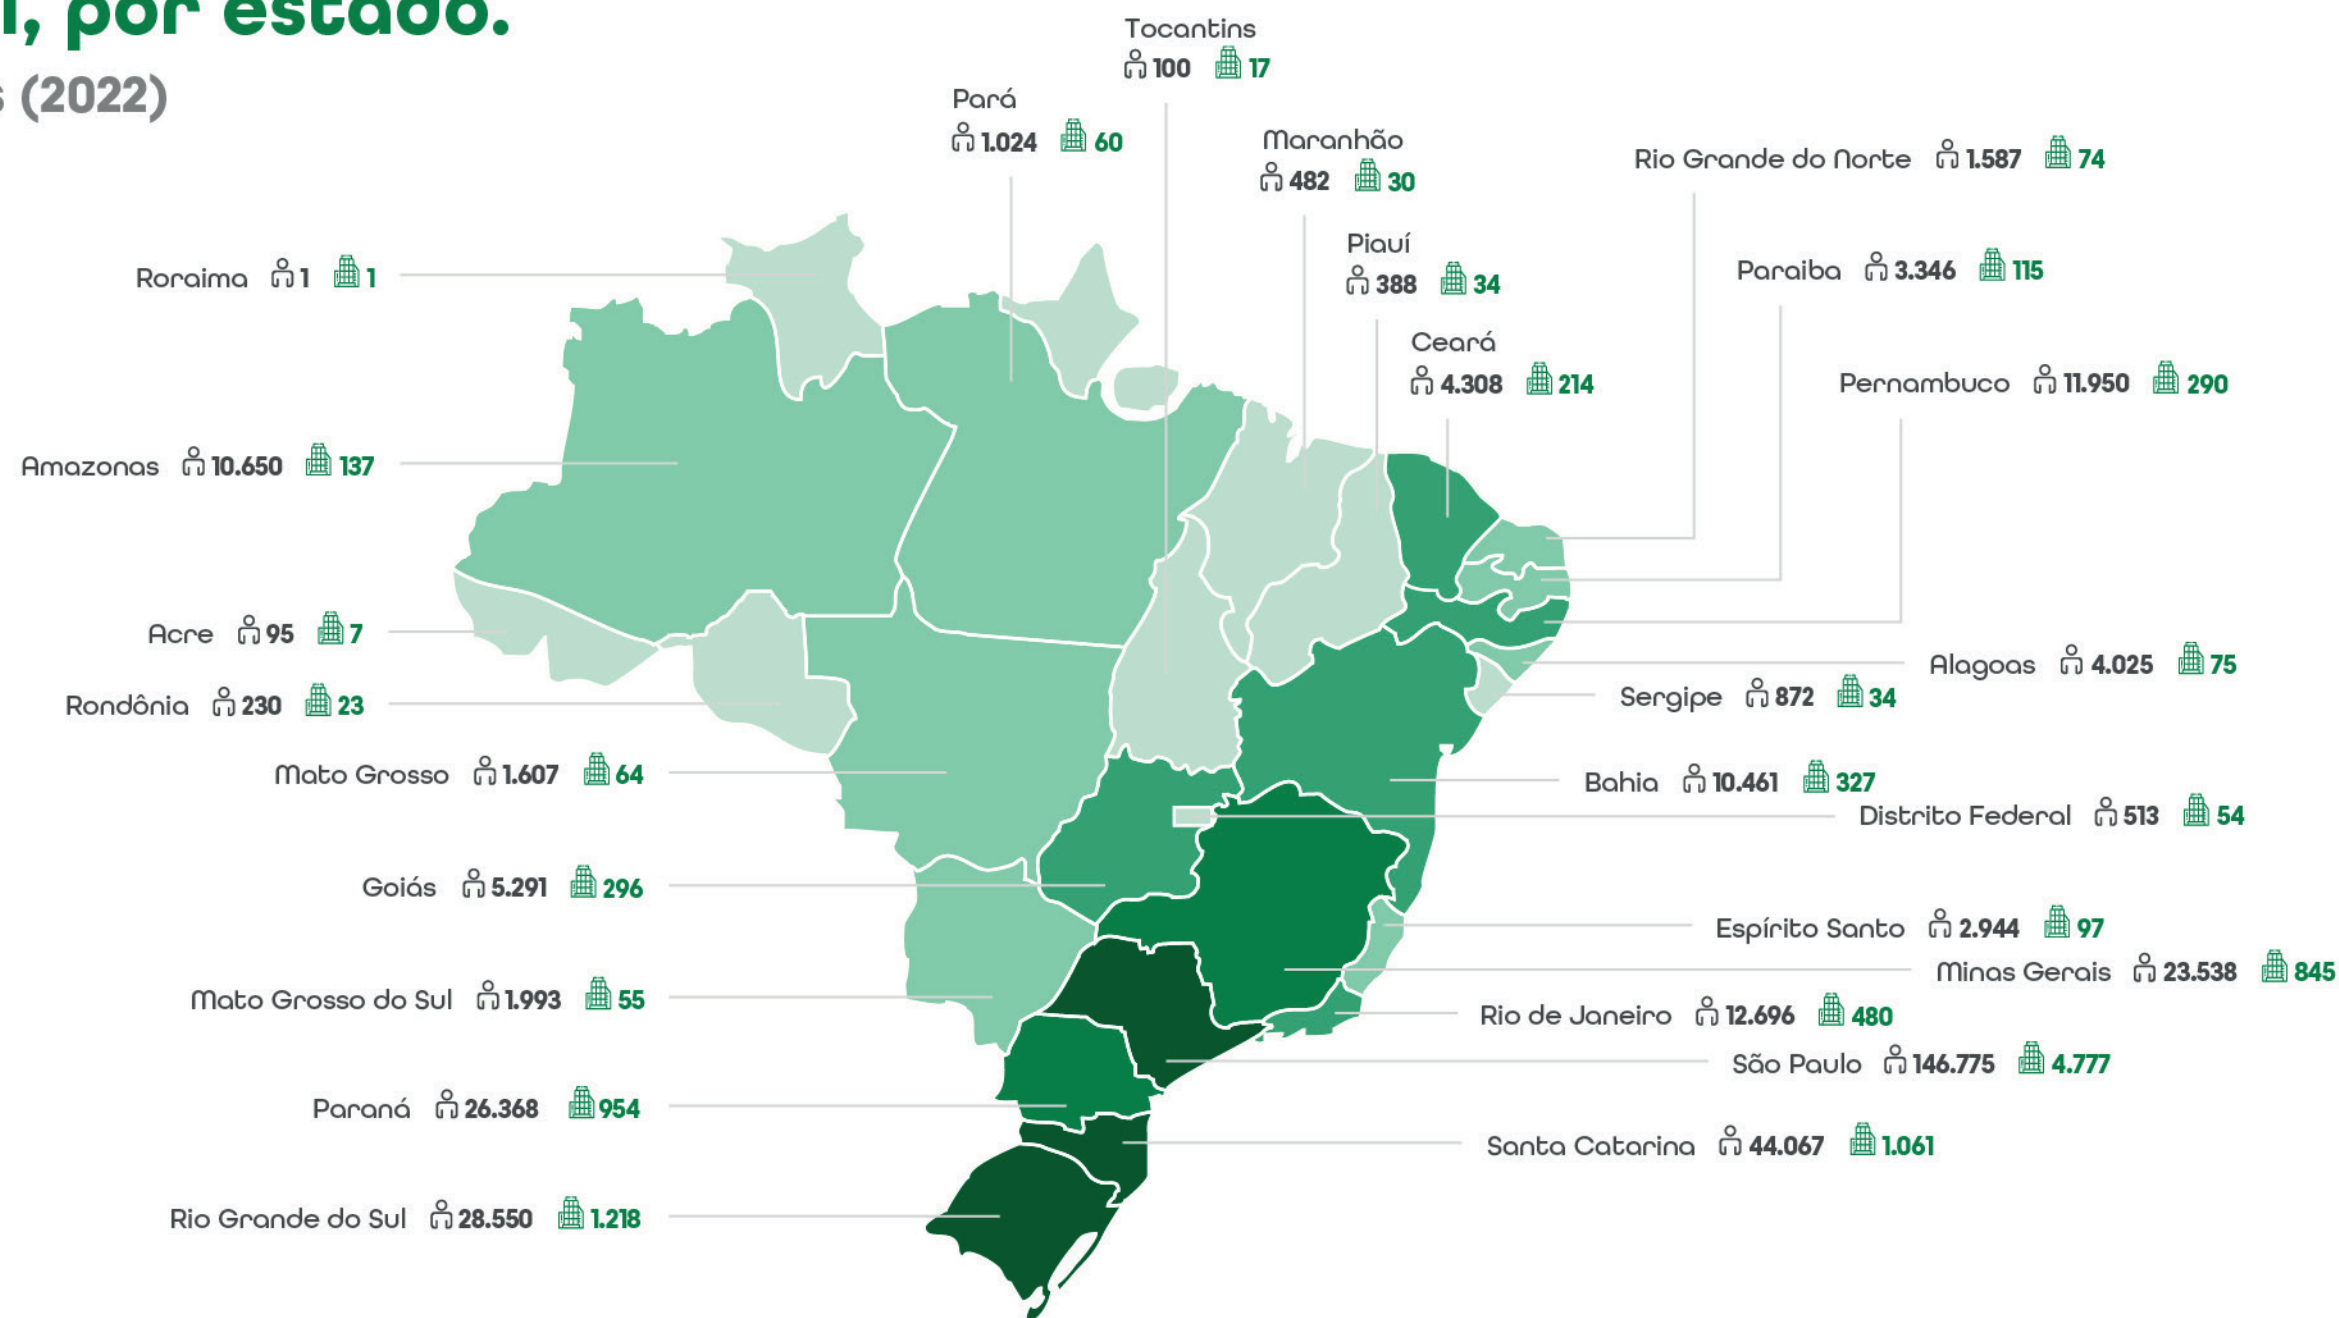 l, por estado.
s (2022)
Tocantins
100 17
Pará
1.024 60
Maranhão
482 30
Rio Grande do Norte 1.587 74
Piauí
388 34
Roraima 1 1
Paraiba 3.346 115
Ceará
4.308 214
Pernambuco 11.950 290
Amazonas 10.650 137
Acre 95 7
Alagoas 4.025 75
Rondônia 230 23
Sergipe 872 34
Mato Grosso 1.607 64
Bahia 10.461 327
Distrito Federal 513 54
Goiás 5.291 296
Espírito Santo 2.944 97
Minas Gerais 23.538 845
Mato Grosso do Sul 1.993 55
Rio de Janeiro 12.696 480
São Paulo 146.775 4.777
Paraná 26.368 954
Santa Catarina 44.067 1.061
Rio Grande do Sul 28.550 1.218